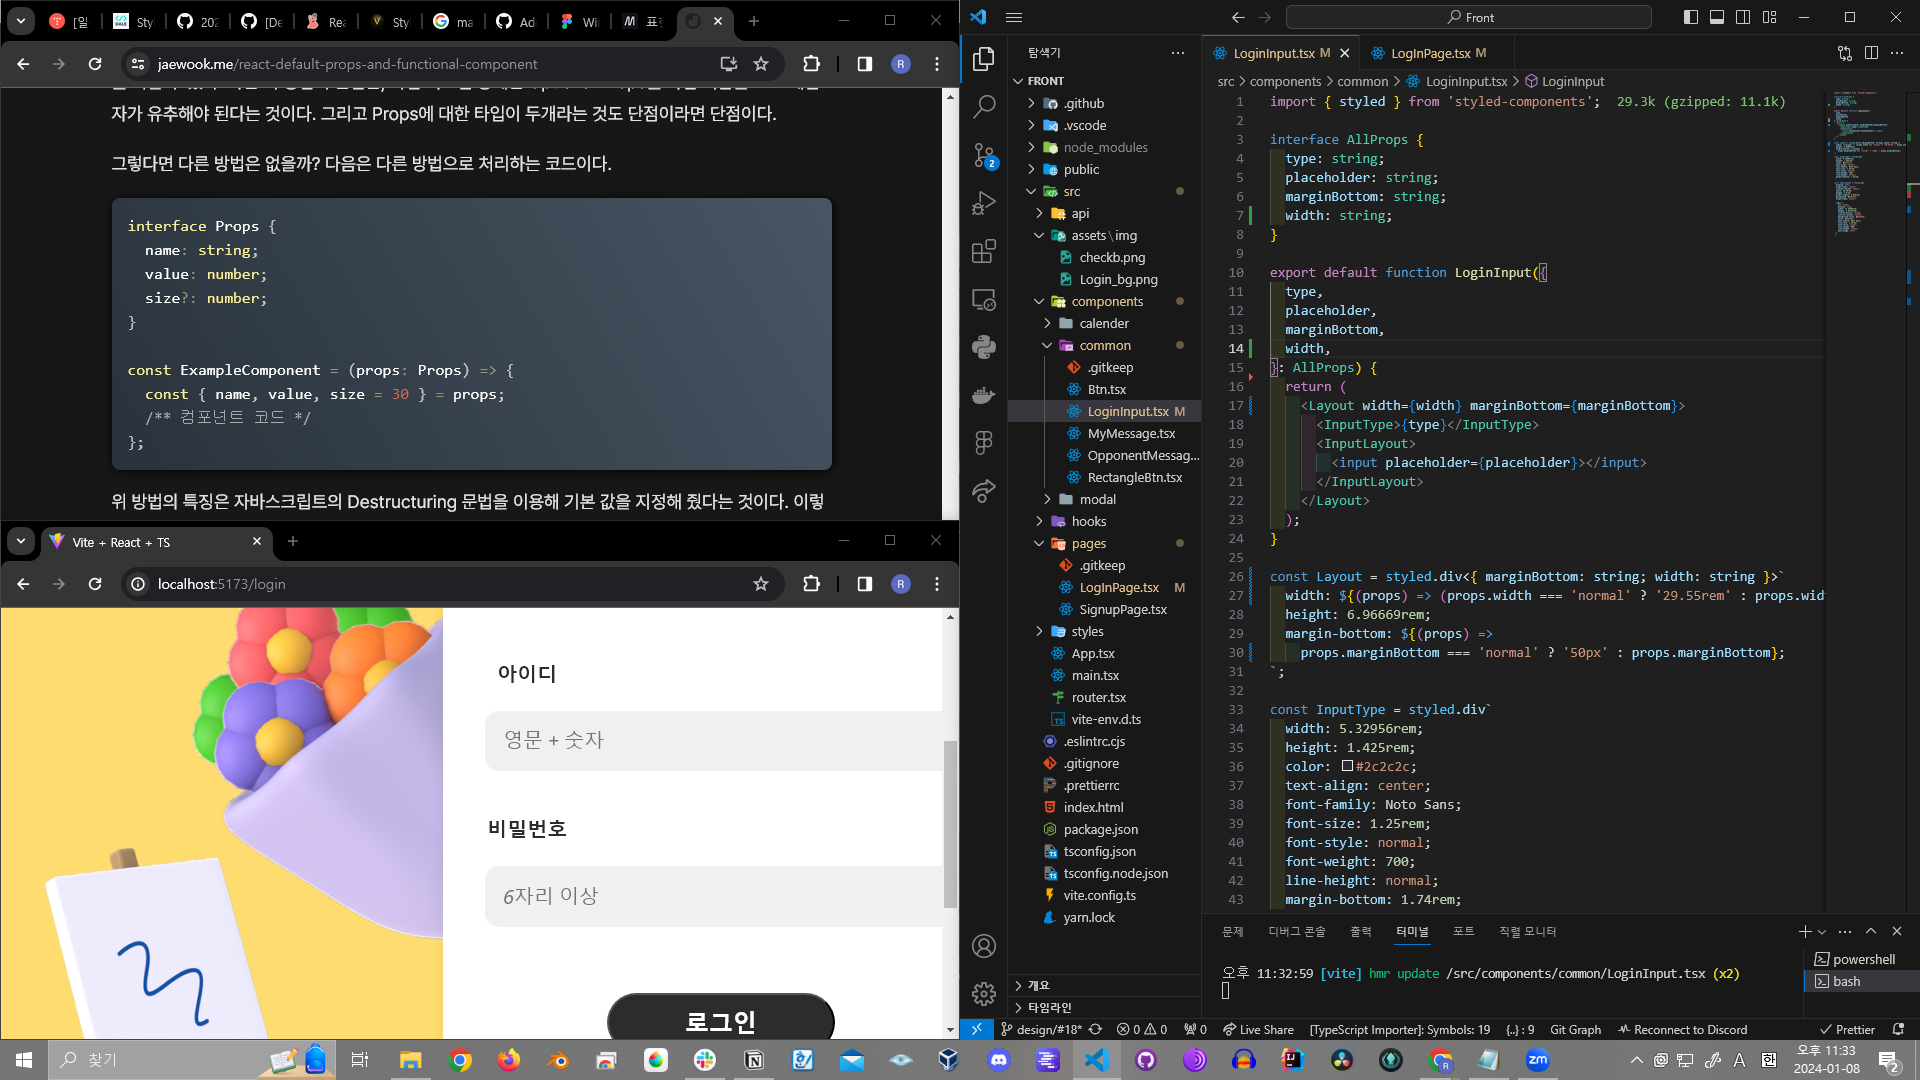 [일
Sty
202
[De
Rea
Sty
ma
Ad
Wi
표
jaewook.me/react-default-props-and-functional-component
자가 유추해야 된다는 것이다. 그리고 Props에 대한 타입이 두개라는 것도 단점이라면 단점이다.
그렇다면 다른 방법은 없을까? 다음은 다른 방법으로 처리하는 코드이다.
interface Props {
name: string;
value: number;
size?: number;
}
const ExampleComponent = (props: Props) => {
const { name, value, size = 30 } = props;
/** 컴포넌트 코드 */
};
위 방법의 특징은 자바스크립트의 Destructuring 문법을 이용해 기본 값을 지정해 줬다는 것이다. 이렇
Vite + React + TS
localhost:5173/login
아이디
영문 + 숫자
비밀번호
6자리 이상
로그인
Front
탐색기
FRONT
.github
.vscode
node_modules
public
src
api
assets\img
checkb.png
Login_bg.png
components
calender
common
.gitkeep
Btn.tsx
LoginInput.tsx M
MyMessage.tsx
OpponentMessag...
RectangleBtn.tsx
modal
hooks
pages
.gitkeep
LogInPage.tsx M
SignupPage.tsx
styles
App.tsx
main.tsx
router.tsx
vite-env.d.ts
.eslintrc.cjs
.gitignore
.prettierrc
index.html
package.json
tsconfig.json
tsconfig.node.json
vite.config.ts
yarn.lock
개요
타임라인
LoginInput.tsx M
LogInPage.tsx M
src > components > common > LoginInput.tsx > LoginInput
1 import { styled } from 'styled-components'; 29.3k (gzipped: 11.1k)
2
3 interface AllProps {
4 type: string;
5 placeholder: string;
6 marginBottom: string;
7 width: string;
8 }
9
10 export default function LoginInput({
11 type,
12 placeholder,
13 marginBottom,
14 width,
15 }: AllProps) {
16 return (
17 <Layout width={width} marginBottom={marginBottom}>
18 <InputType>{type}</InputType>
19 <InputLayout>
20 <input placeholder={placeholder}></input>
21 </InputLayout>
22 </Layout>
23 );
24 }
25
26 const Layout = styled.div<{ marginBottom: string; width: string }>`
27 width: ${(props) => (props.width === 'normal' ? '29.55rem' : props.wid
28 height: 6.96669rem;
29 margin-bottom: ${(props) =>
30 props.marginBottom === 'normal' ? '50px' : props.marginBottom};
31 `;
32
33 const InputType = styled.div`
34 width: 5.32956rem;
35 height: 1.425rem;
36 color: #2c2c2c;
37 text-align: center;
38 font-family: Noto Sans;
39 font-size: 1.25rem;
40 font-style: normal;
41 font-weight: 700;
42 line-height: normal;
43 margin-bottom: 1.74rem;
문제 디버그 콘솔 출력 터미널 포트 직렬 모니터
오후 11:32:59 [vite] hmr update /src/components/common/LoginInput.tsx (x2)
powershell
bash
design/#18* 0 0 0 Live Share [TypeScript Importer]: Symbols: 19 {..} : 9 Git Graph Reconnect to Discord Prettier
찾기
오후 11:33
2024-01-08